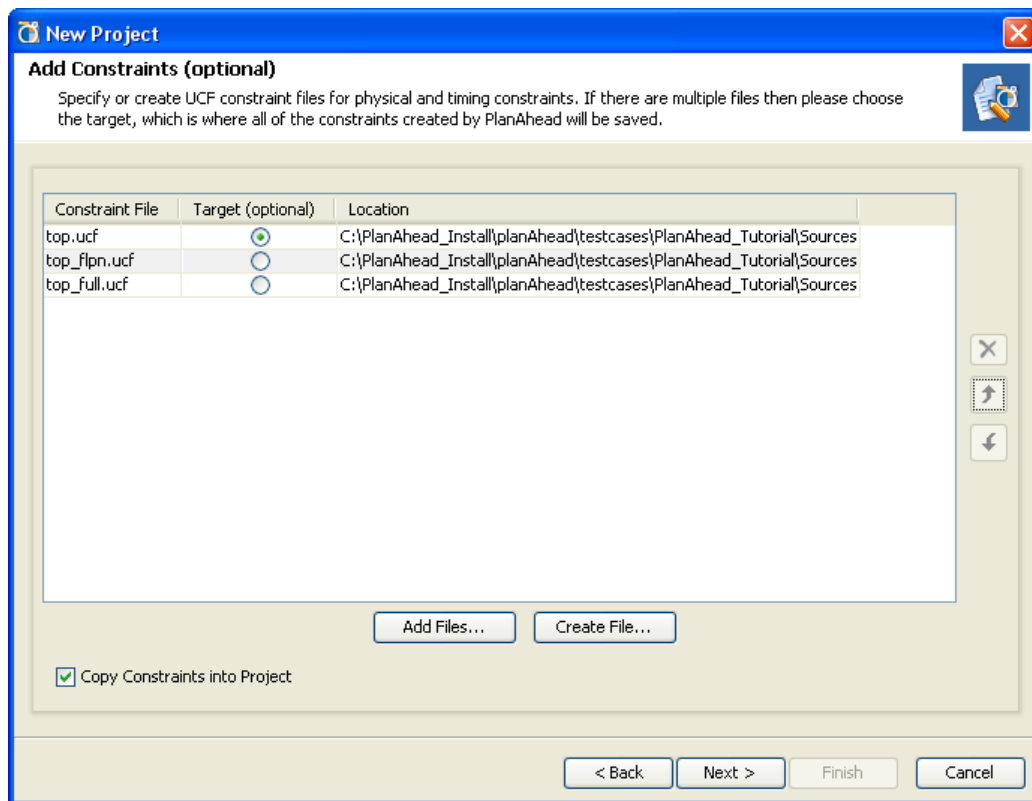 New Project
Add Constraints (optional)
Specify or create UCF constraint files for physical and timing constraints. If there are multiple files then please choose
the target, which is where all of the constraints created by PlanAhead will be saved.
Constraint File Target (optional) Location
top.ucf C:\PlanAhead_Install\planAhead\testcases\PlanAhead_Tutorial\Sources
top_flpn.ucf C:\PlanAhead_Install\planAhead\testcases\PlanAhead_Tutorial\Sources
top_full.ucf C:\PlanAhead_Install\planAhead\testcases\PlanAhead_Tutorial\Sources
Add Files... Create File...
Copy Constraints into Project
< Back Next > Finish Cancel